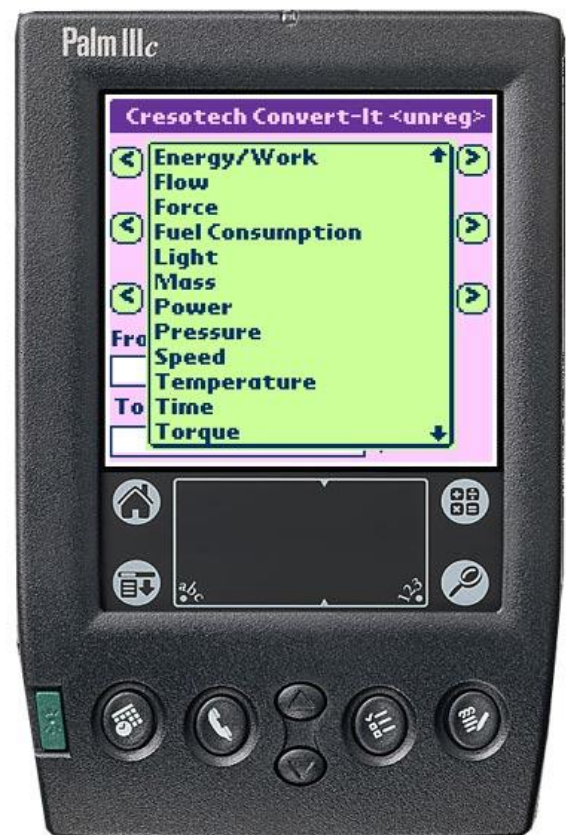 Palm IIIc
Cresotech Convert-It <unreg>
Energy/Work
Flow
Force
Fuel Consumption
Light
Mass
Power
Fro
Pressure
Speed
Temperature
To
Time
Torque
abc
123